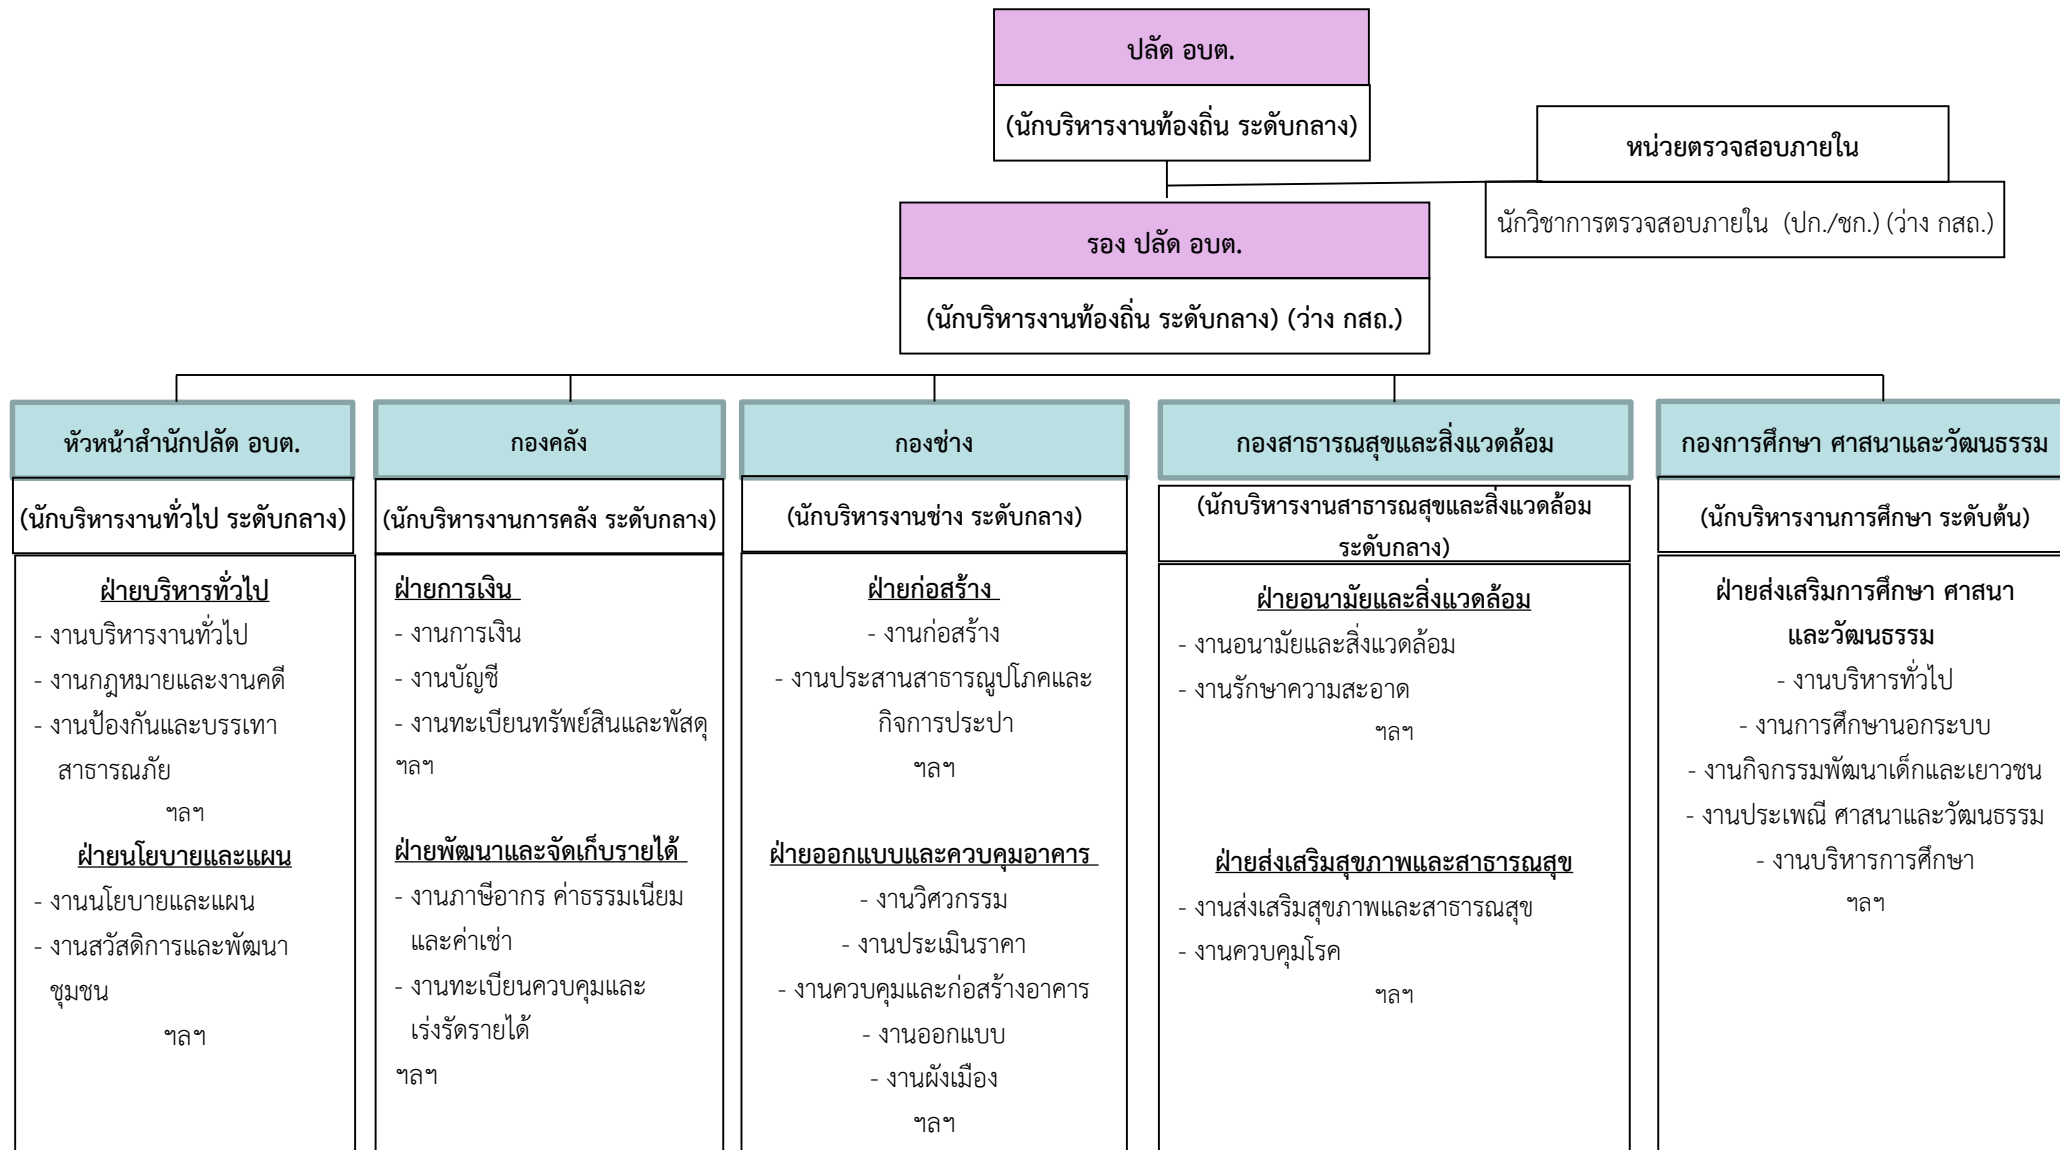 ปลัด อบต.
(นักบริหารงานท้องถิ่น ระดับกลาง)
หน่วยตรวจสอบภายใน
นักวิชาการตรวจสอบภายใน (ปก./ชก.) (ว่าง กสถ.)
รอง ปลัด อบต.
(นักบริหารงานท้องถิ่น ระดับกลาง) (ว่าง กสถ.)
หัวหน้าสำนักปลัด อบต.
(นักบริหารงานทั่วไป ระดับกลาง)
ฝ่ายบริหารทั่วไป
- งานบริหารงานทั่วไป
- งานกฎหมายและงานคดี
- งานป้องกันและบรรเทา
สาธารณภัย
ฯลฯ
ฝ่ายนโยบายและแผน
- งานนโยบายและแผน
- งานสวัสดิการและพัฒนา
ชุมชน
ฯลฯ
กองคลัง
(นักบริหารงานการคลัง ระดับกลาง)
ฝ่ายการเงิน
- งานการเงิน
- งานบัญชี
- งานทะเบียนทรัพย์สินและพัสดุ
ฯลฯ
ฝ่ายพัฒนาและจัดเก็บรายได้
- งานภาษีอากร ค่าธรรมเนียม
และค่าเช่า
- งานทะเบียนควบคุมและ
เร่งรัดรายได้
ฯลฯ
กองช่าง
(นักบริหารงานช่าง ระดับกลาง)
ฝ่ายก่อสร้าง
- งานก่อสร้าง
- งานประสานสาธารณูปโภคและ
กิจการประปา
ฯลฯ
ฝ่ายออกแบบและควบคุมอาคาร
- งานวิศวกรรม
- งานประเมินราคา
- งานควบคุมและก่อสร้างอาคาร
- งานออกแบบ
- งานผังเมือง
ฯลฯ
กองสาธารณสุขและสิ่งแวดล้อม
(นักบริหารงานสาธารณสุขและสิ่งแวดล้อม
ระดับกลาง)
ฝ่ายอนามัยและสิ่งแวดล้อม
- งานอนามัยและสิ่งแวดล้อม
- งานรักษาความสะอาด
ฯลฯ
ฝ่ายส่งเสริมสุขภาพและสาธารณสุข
- งานส่งเสริมสุขภาพและสาธารณสุข
- งานควบคุมโรค
ฯลฯ
กองการศึกษา ศาสนาและวัฒนธรรม
(นักบริหารงานการศึกษา ระดับต้น)
ฝ่ายส่งเสริมการศึกษา ศาสนา
และวัฒนธรรม
- งานบริหารทั่วไป
- งานการศึกษานอกระบบ
- งานกิจกรรมพัฒนาเด็กและเยาวชน
- งานประเพณี ศาสนาและวัฒนธรรม
- งานบริหารการศึกษา
ฯลฯ